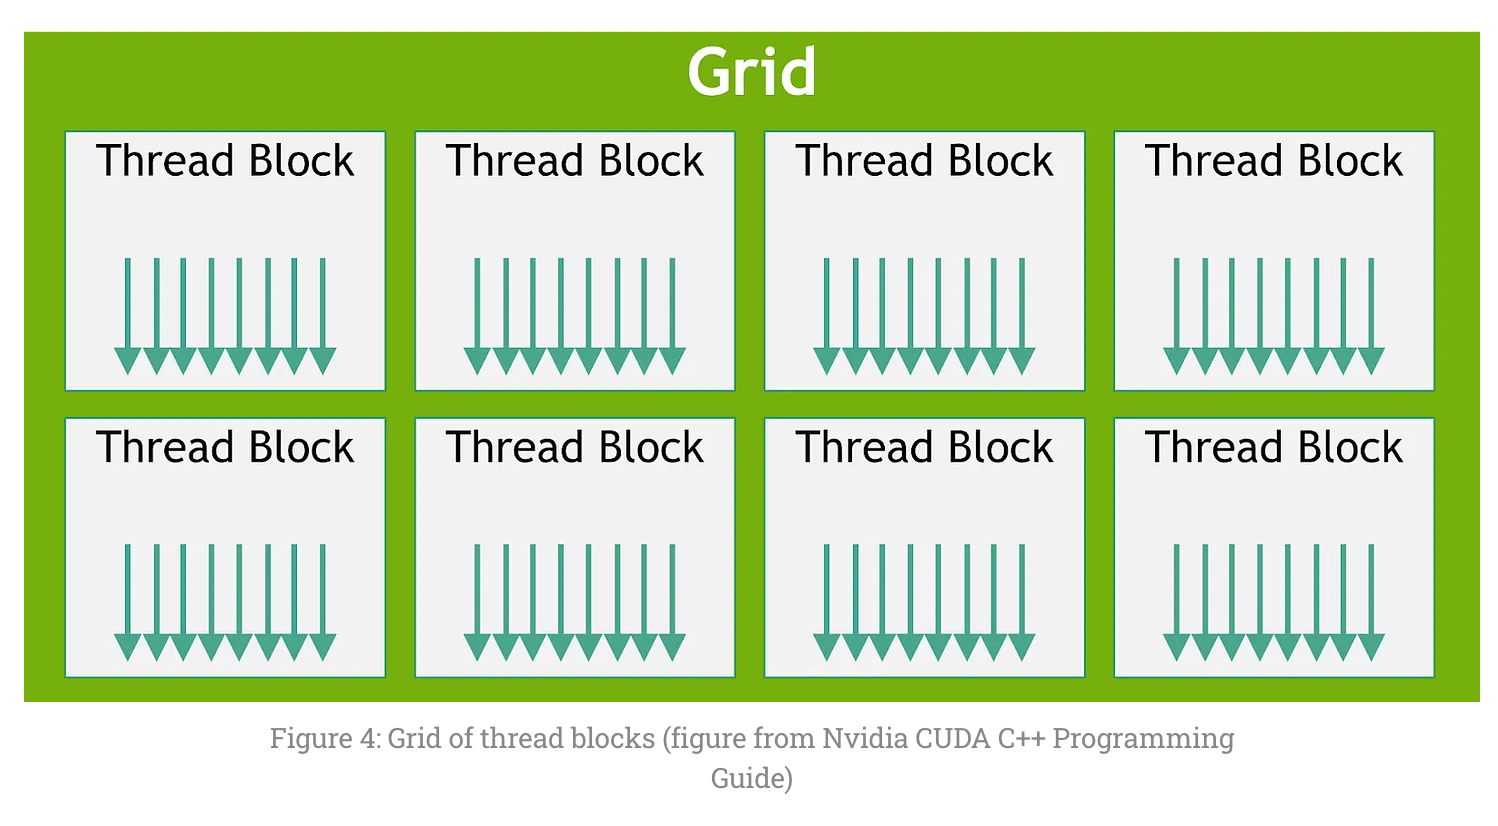 Grid
Thread Block Thread Block Thread Block Thread Block
Thread Block Thread Block Thread Block Thread Block
Figure 4: Grid of thread blocks (figure from Nvidia CUDA C++ Programming
Guide)